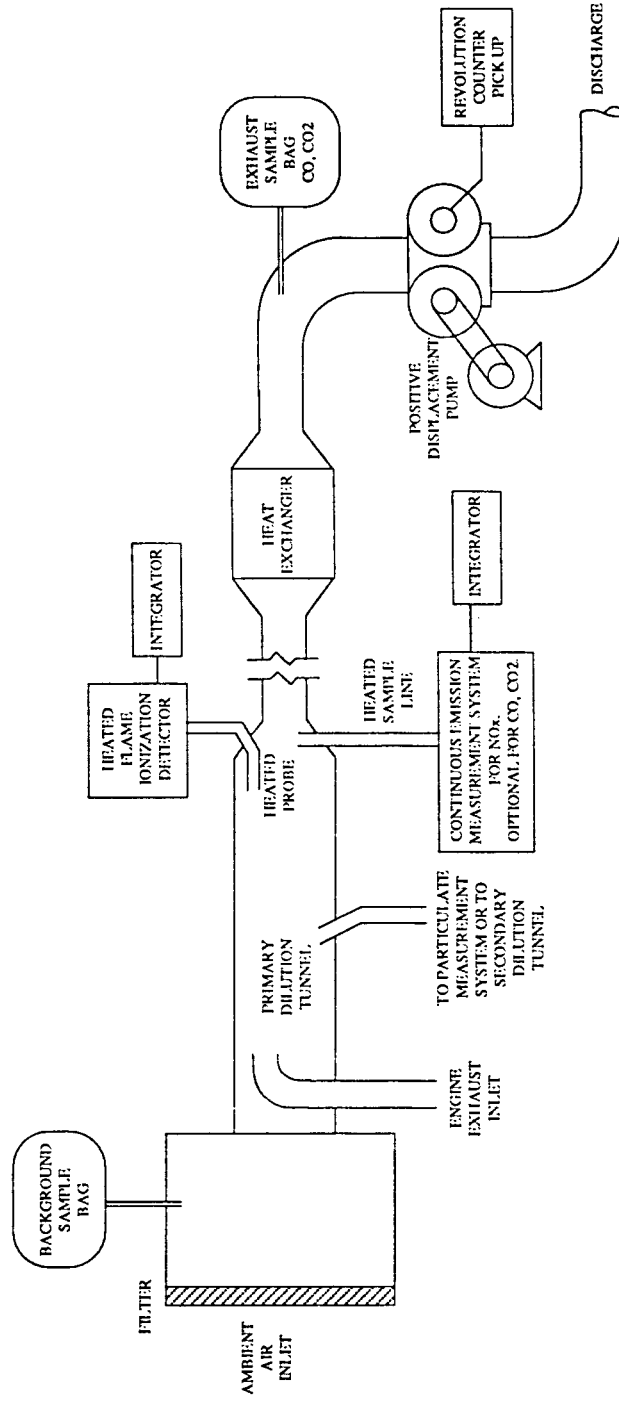 BACKGROUND
SAMPLE
BAG
FILTER
AMBIENT
AIR
INLET
ENGINE
EXHAUST
INLET
PRIMARY
DILUTION
TUNNEL
TO PARTICULATE
MEASUREMENT
SYSTEM OR TO
SECONDARY
DILUTION
TUNNEL
HEATED
FLAME
IONIZATION
DETECTOR
INTEGRATOR
HEATED
PROBE
HEATED
SAMPLE
LINE
CONTINUOUS EMISSION
MEASUREMENT SYSTEM
FOR NOx.
OPTIONAL FOR CO, CO2.
INTEGRATOR
HEAT
EXCHANGER
EXHAUST
SAMPLE
BAG
CO, CO2
POSITIVE
DISPLACEMENT
PUMP
REVOLUTION
COUNTER
PICK UP
DISCHARGE